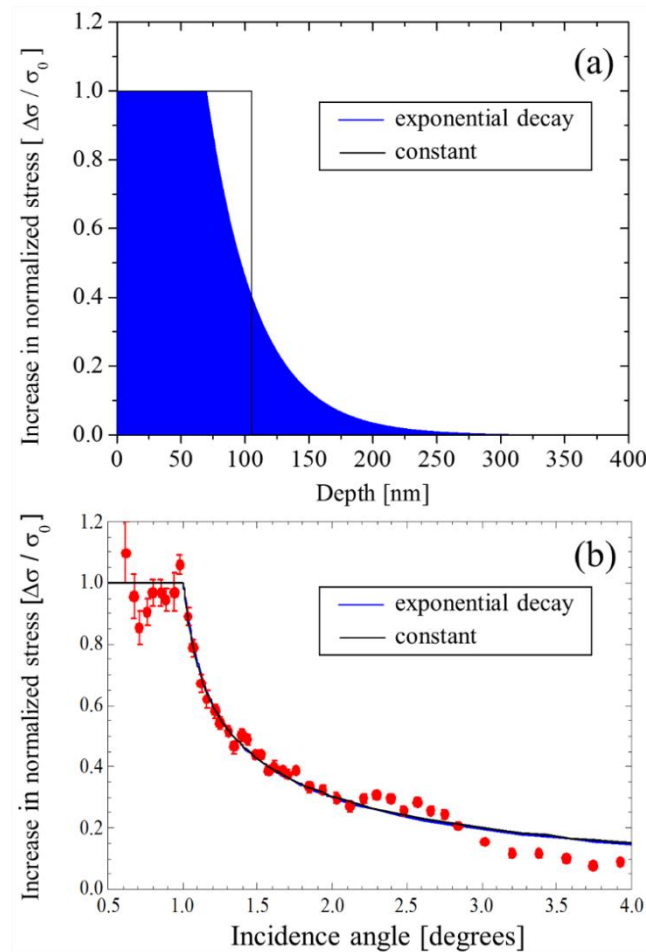 (a)
exponential decay
constant
Increase in normalized stress [ Δσ / σ0 ]
1.2
1.0
0.8
0.6
0.4
0.2
0.0
0 50 100 150 200 250 300 350 400
Depth [nm]
(b)
exponential decay
constant
Increase in normalized stress [Δσ / σ0 ]
1.2
1.0
0.8
0.6
0.4
0.2
0.0
0.5 1.0 1.5 2.0 2.5 3.0 3.5 4.0
Incidence angle [degrees]